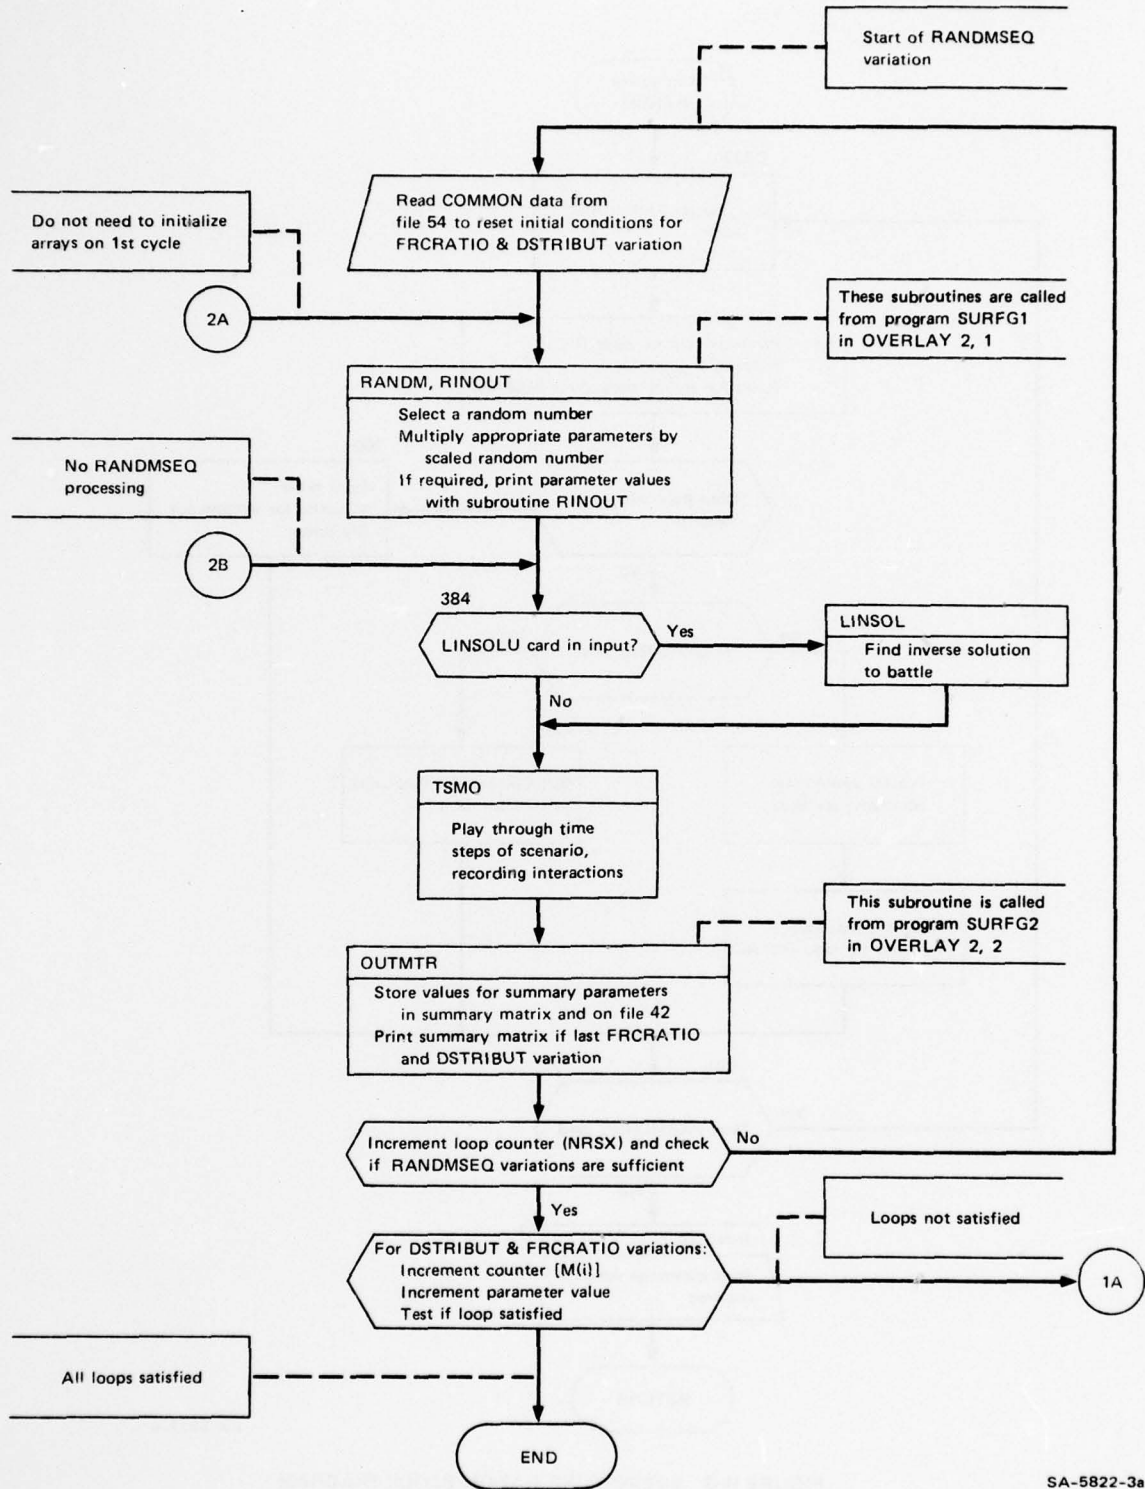 Start of RANDMSEQ
variation
Read COMMON data from
file 54 to reset initial conditions for
FRCRATIO & DSTRIBUT variation
Do not need to initialize
arrays on 1st cycle
2A
These subroutines are called
from program SURFG1
in OVERLAY 2, 1
RANDM, RINOUT
Select a random number
Multiply appropriate parameters by
scaled random number
If required, print parameter values
with subroutine RINOUT
No RANDMSEQ
processing
2B
384
LINSOLU card in input?
Yes
LINSOL
Find inverse solution
to battle
No
TSMO
Play through time
steps of scenario,
recording interactions
This subroutine is called
from program SURFG2
in OVERLAY 2, 2
OUTMTR
Store values for summary parameters
in summary matrix and on file 42
Print summary matrix if last FRCRATIO
and DSTRIBUT variation
Increment loop counter (NRSX) and check
if RANDMSEQ variations are sufficient
No
Yes
Loops not satisfied
For DSTRIBUT & FRCRATIO variations:
Increment counter [M(i)]
Increment parameter value
Test if loop satisfied
1A
All loops satisfied
END
SA-5822-3a